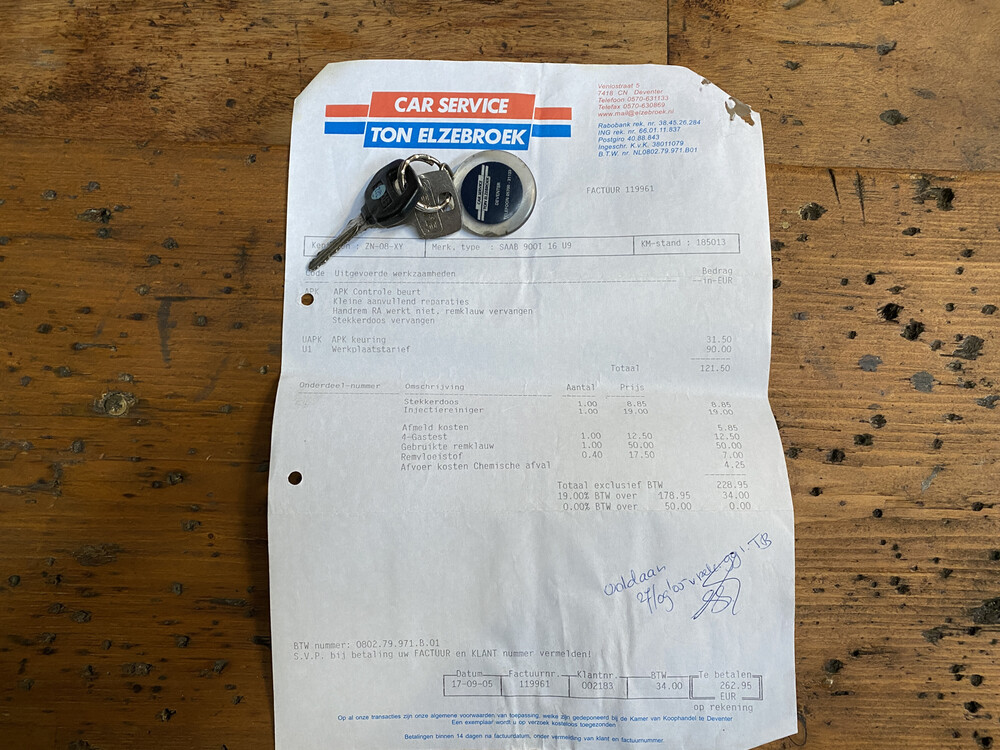 CAR SERVICE
TON ELZEBROEK
Venlostraat 5
7418 CN Deventer
Telefoon 0570-631133
Telefax 0570-630869
www.mail@elzebroek.nl
Rabobank rek. nr. 38.45.26.284
ING rek. nr. 66.01.11.837
Postgiro 40.88.843
Ingeschr. K.v.K. 38011079
B.T.W. nr. NL0802.79.971.B01
CAR SERVICE
TON ELZEBROEK
DEVENTER
FACTUUR 119961
: ZN-08-XY Merk. type : SAAB 900I 16 U9 KM-stand : 185013
Code Uitgevoerde werkzaamheden Bedrag
--in-EUR
APK APK Controle beurt
Kleine aanvullend reparaties
Handrem RA werkt niet, remklauw vervangen
Stekkerdoos vervangen
UAPK APK keuring 31.50
U1 Werkplaatstarief 90.00
Totaal 121.50
Onderdeel-nummer Omschrijving Aantal Prijs
Stekkerdoos 1.00 8.85 8.85
Injectiereiniger 1.00 19.00 19.00
Afmeld kosten 5.85
4-Gastest 1.00 12.50 12.50
Gebruikte remklauw 1.00 50.00 50.00
Remvloeistof 0.40 17.50 7.00
Afvoer kosten Chemische afval 4.25
Totaal exclusief BTW 228.95
19.00% BTW over 178.95 34.00
0.00% BTW over 50.00 0.00
voldaan
BTW nummer: 0802.79.971.B.01
S.V.P. bij betaling uw FACTUUR en KLANT nummer vermelden!
Datum Factuurnr. Klantnr. BTW Te betalen
17-09-05 119961 002183 34.00 262.95
EUR
op rekening
Op al onze transacties zijn onze algemene voorwaarden van toepassing, welke zijn gedeponeerd bij de Kamer van Koophandel te Deventer
Een exemplaar wordt u op verzoek kosteloos toegezonden
Betalingen binnen 14 dagen na factuurdatum, onder vermelding van klant en factuurnummer